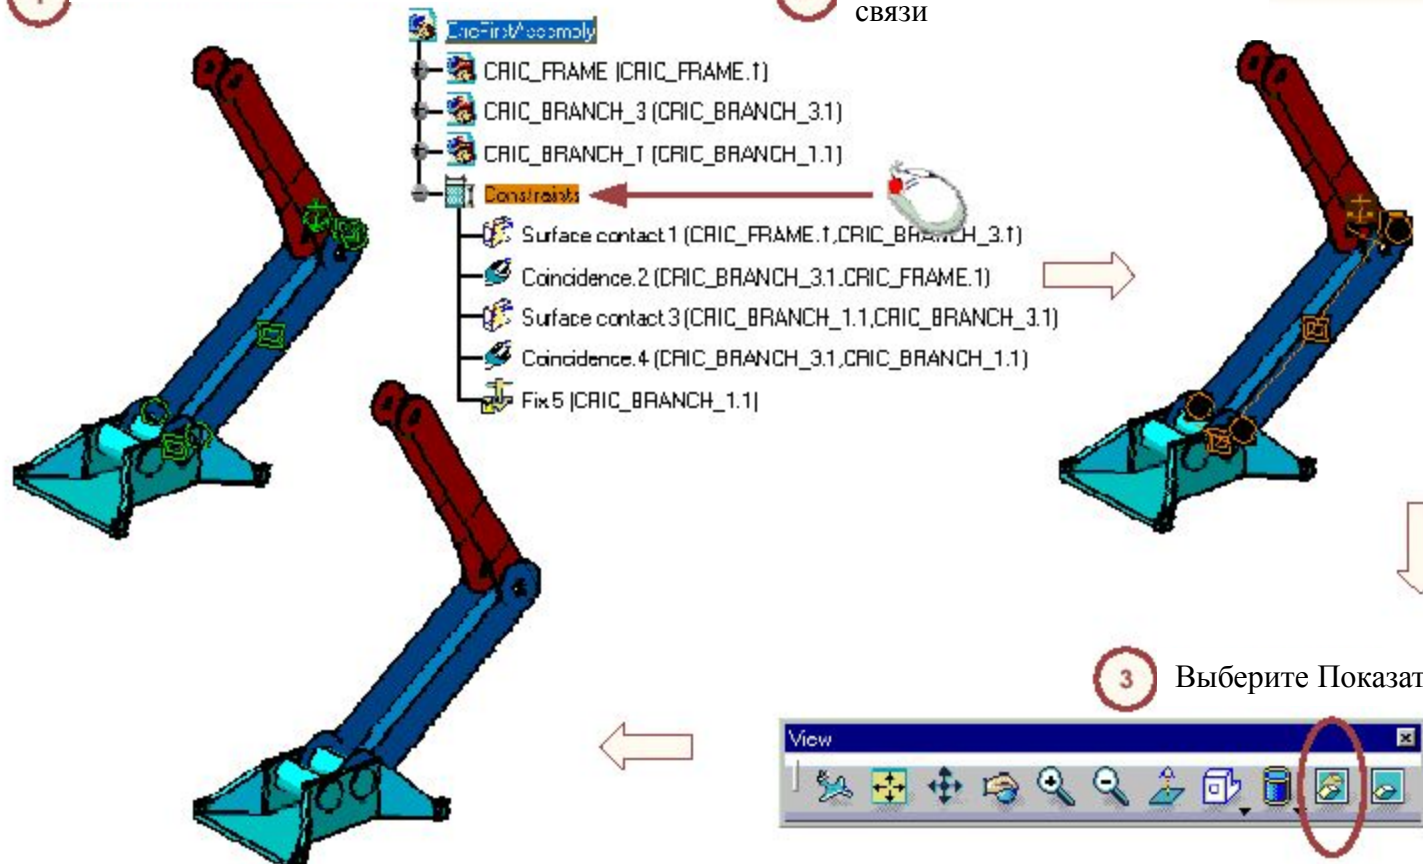 связи
CricFirstAssembly
CRIC_FRAME (CRIC_FRAME.1)
CRIC_BRANCH_3 (CRIC_BRANCH_3.1)
CRIC_BRANCH_1 (CRIC_BRANCH_1.1)
Constraints
Surface contact.1 (CRIC_FRAME.1,CRIC_BRANCH_3.1)
Coincidence.2 (CRIC_BRANCH_3.1,CRIC_FRAME.1)
Surface contact.3 (CRIC_BRANCH_1.1,CRIC_BRANCH_3.1)
Coincidence.4 (CRIC_BRANCH_3.1,CRIC_BRANCH_1.1)
Fix.5 (CRIC_BRANCH_1.1)
3 Выберите Показат
View